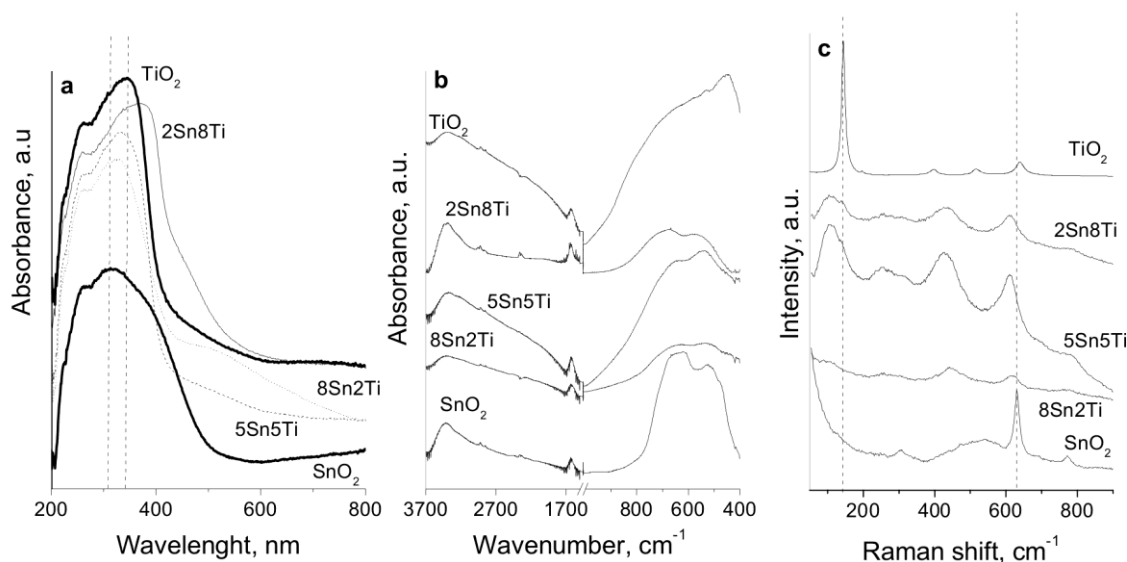 a
TiO₂
2Sn8Ti
8Sn2Ti
5Sn5Ti
SnO₂
Absorbance, a.u
200 400 600 800
Wavelenght, nm
b
TiO₂
2Sn8Ti
5Sn5Ti
8Sn2Ti
SnO₂
Absorbance, a.u.
3700 2700 1700 800 400
Wavenumber, cm⁻¹
c
TiO₂
2Sn8Ti
5Sn5Ti
8Sn2Ti
SnO₂
Intensity, a.u.
200 400 600 800
Raman shift, cm⁻¹